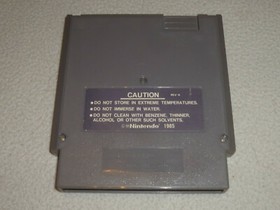 CAUTION
REV-A
•DO NOT STORE IN EXTREME TEMPERATURES.
•DO NOT IMMERSE IN WATER.
•DO NOT CLEAN WITH BENZENE, THINNER,
ALCOHOL OR OTHER SUCH SOLVENTS.
©Nintendo 1985